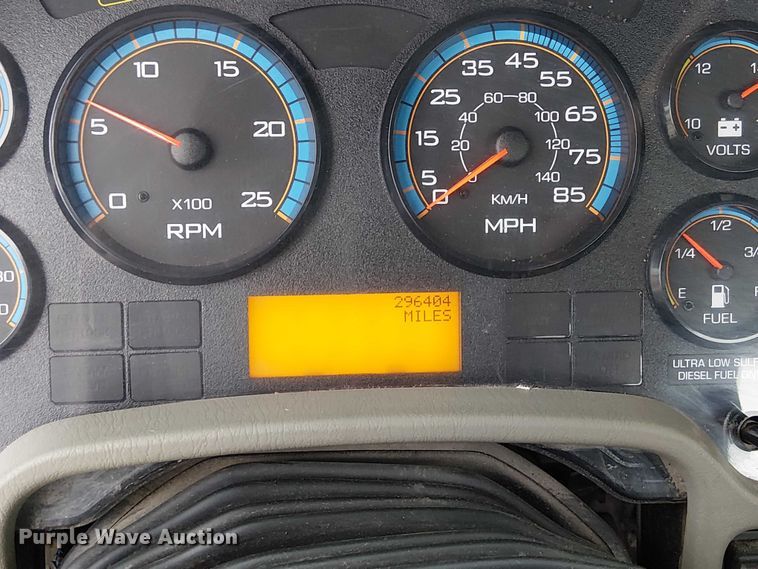 10 15
5 20
0 25
X100
RPM
45
35 55
25 65
15 75
5 85
0
60 80
40 100
20 120
0 140
KM/H
MPH
12
10
VOLTS
1/2
1/4
E
FUEL
ULTRA LOW
DIESEL FUEL
296404
MILES
Purple Wave Auction